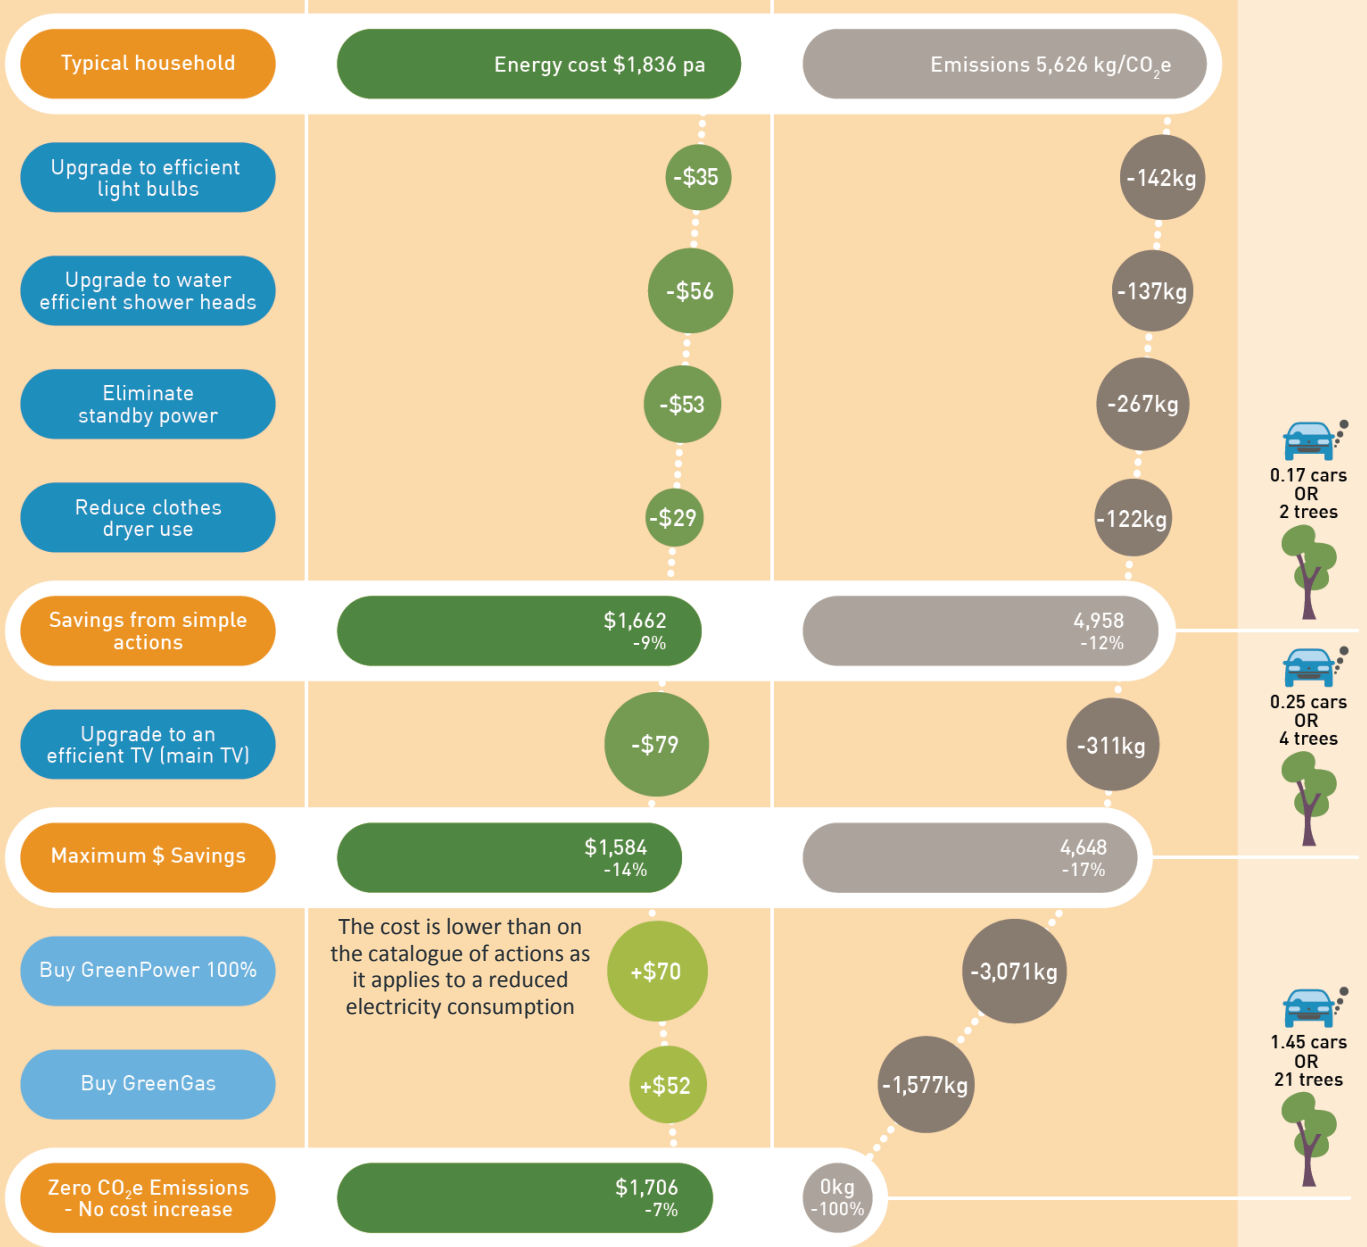 Typical household
Energy cost $1,836 pa
Emissions 5,626 kg/CO₂e
Upgrade to efficient
light bulbs
-$35
-142kg
Upgrade to water
efficient shower heads
-$56
-137kg
Eliminate
standby power
-$53
-267kg
Reduce clothes
dryer use
-$29
-122kg
0.17 cars
OR
2 trees
Savings from simple
actions
$1,662
-9%
4,958
-12%
Upgrade to an
efficient TV (main TV)
-$79
-311kg
0.25 cars
OR
4 trees
Maximum $ Savings
$1,584
-14%
4,648
-17%
The cost is lower than on
the catalogue of actions as
it applies to a reduced
electricity consumption
Buy GreenPower 100%
+$70
-3,071kg
Buy GreenGas
+$52
-1,577kg
1.45 cars
OR
21 trees
Zero CO₂e Emissions
- No cost increase
$1,706
-7%
0kg
-100%